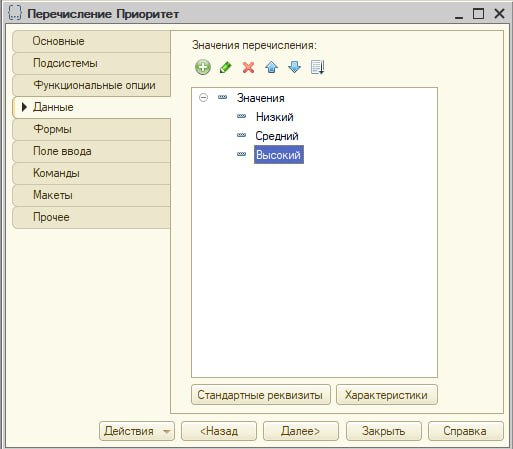 Перечисление Приоритет
Основные
Подсистемы
Функциональные опции
Данные
Формы
Поле ввода
Команды
Макеты
Прочее
Значения перечисления:
Значения
Низкий
Средний
Высокий
Стандартные реквизиты
Характеристики
Действия
<Назад
Далее>
Закрыть
Справка